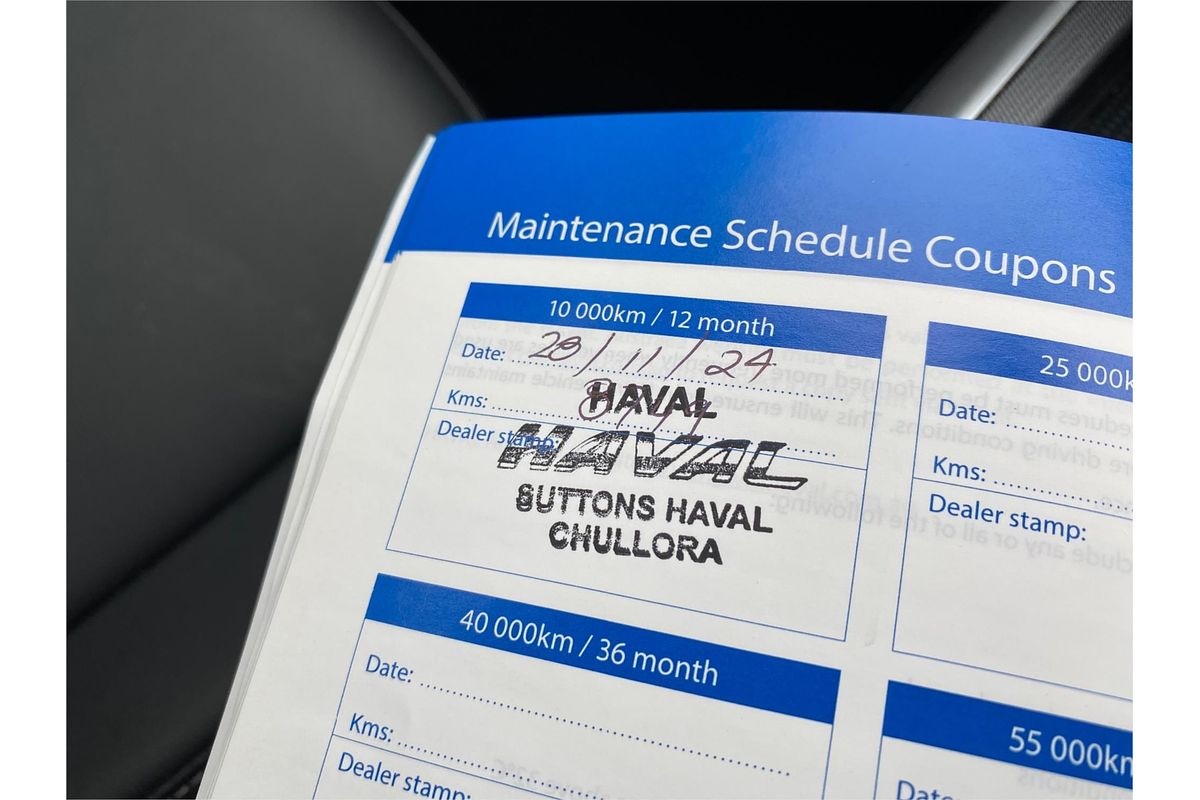 Maintenance Schedule Coupons
10 000km / 12 month
Date: 28/11/24
HAVAL
Kms:
Dealer stamp:
HAVAL
SUTTONS HAVAL
CHULLORA
25 000k
Date:
Kms:
Dealer stamp:
40 000km / 36 month
Date:
Kms:
Dealer stamp:
55 000km
Date